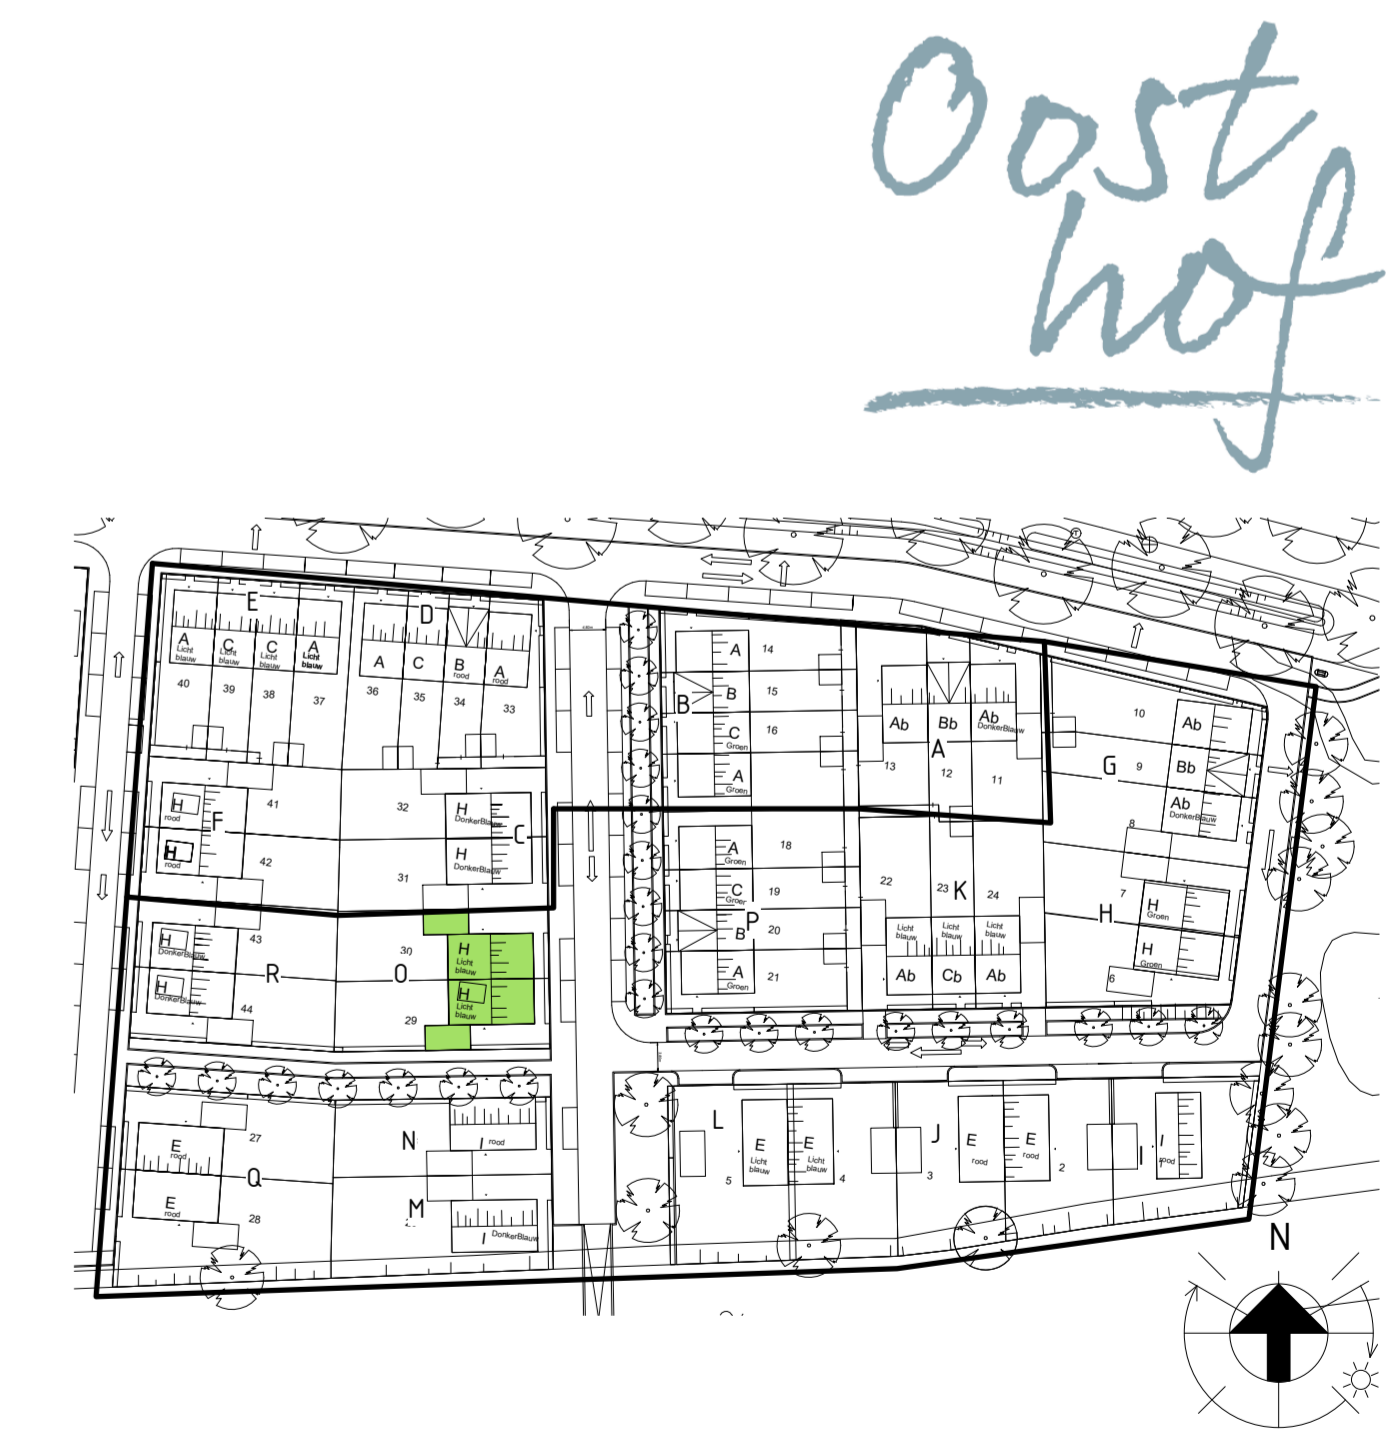 Oost
hof
E
D
A
Licht
blauw
C
Licht
blauw
C
Licht
blauw
A
Licht
blauw
A
C
B
rood
A
rood
40
39
38
37
36
35
34
33
B
A
14
B
15
C
Groen
16
A
Groen
Ab
Bb
Ab
DonkerBlauw
A
13
12
11
10
G
9
8
Ab
Bb
Ab
DonkerBlauw
H
rood
41
F
H
rood
42
32
31
H
DonkerBlauw
C
H
DonkerBlauw
A
Groen
18
C
19
P
B
20
A
Groen
21
22
23
K
24
Licht
blauw
Licht
blauw
Licht
blauw
Ab
Cb
Ab
7
H
H
Groen
H
Groen
6
H
DonkerBlauw
43
R
H
DonkerBlauw
44
30
O
29
H
Licht
blauw
H
Licht
blauw
E
rood
27
Q
E
rood
28
N
I
rood
M
I
DonkerBlauw
L
E
Licht
blauw
E
Licht
blauw
5
4
J
E
rood
E
rood
3
2
I
I
rood
N